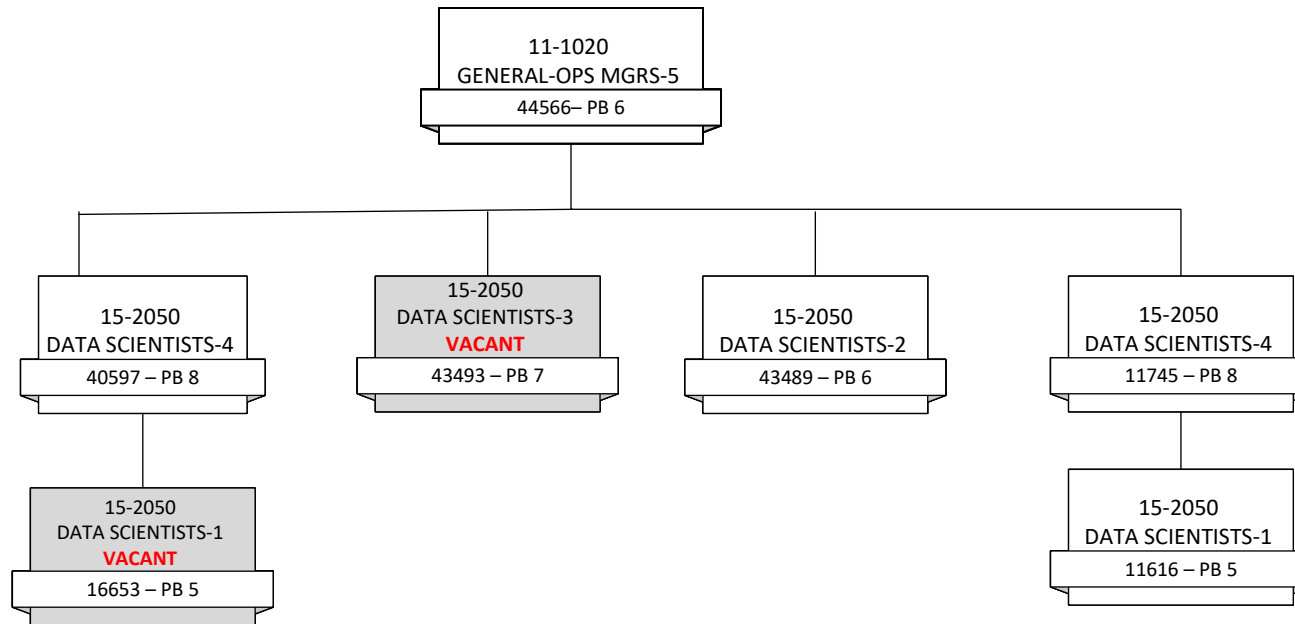 11-1020
GENERAL-OPS MGRS-5
44566– PB 6
15-2050
DATA SCIENTISTS-4
40597 – PB 8
15-2050
DATA SCIENTISTS-3
VACANT
43493 – PB 7
15-2050
DATA SCIENTISTS-2
43489 – PB 6
15-2050
DATA SCIENTISTS-4
11745 – PB 8
15-2050
DATA SCIENTISTS-1
VACANT
16653 – PB 5
15-2050
DATA SCIENTISTS-1
11616 – PB 5